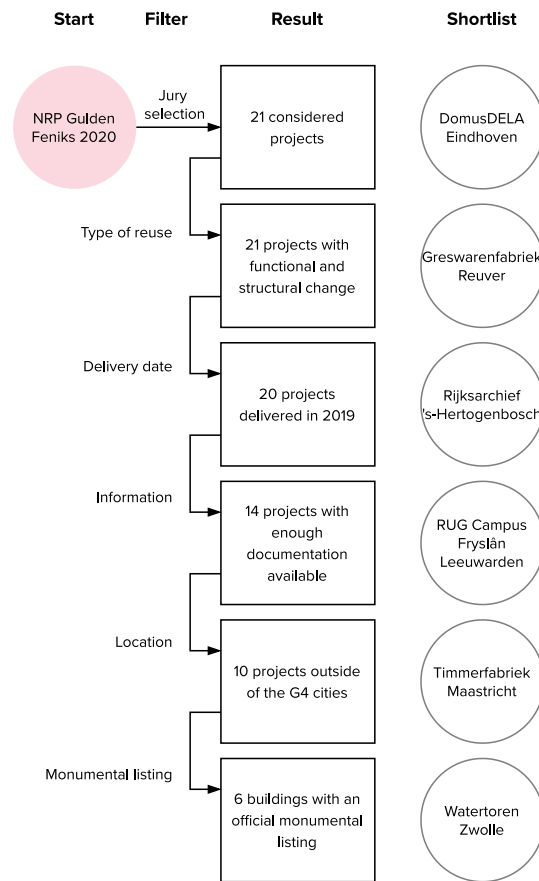 Start
Filter
Result
Shortlist
NRP Gulden
Feniks 2020
Jury
selection
21 considered
projects
DomusDELA
Eindhoven
Type of reuse
21 projects with
functional and
structural change
Greswarenfabriek
Reuver
Delivery date
20 projects
delivered in 2019
Rijksarchief
's-Hertogenbosch
Information
14 projects with
enough
documentation
available
RUG Campus
Fryslân
Leeuwarden
Location
10 projects outside
of the G4 cities
Timmerfabriek
Maastricht
Monumental listing
6 buildings with an
official monumental
listing
Watertoren
Zwolle